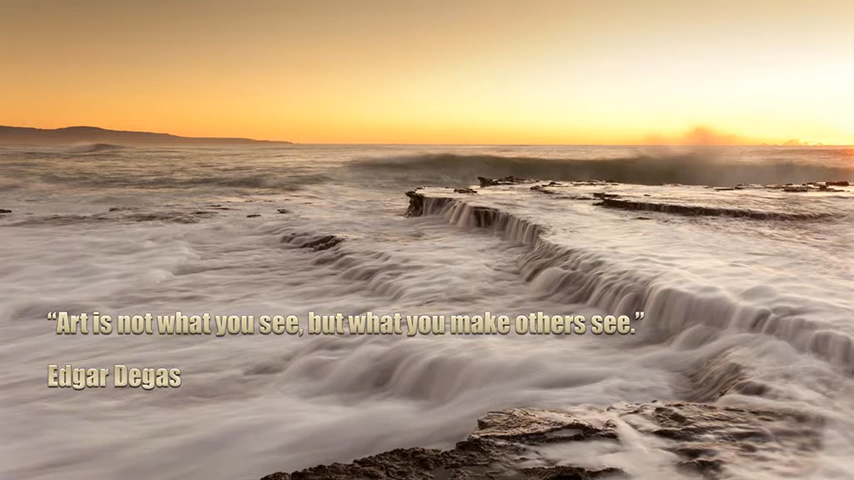 “Art is not what you see, but what you make others see.”
Edgar Degas